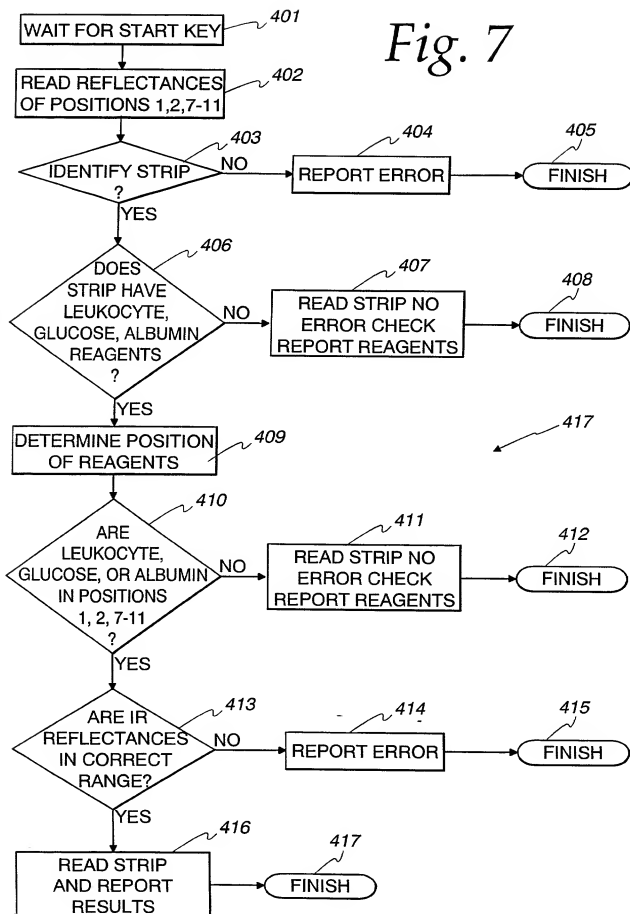 Fig. 7
WAIT FOR START KEY
401
READ REFLECTANCES
OF POSITIONS 1,2,7-11
402
IDENTIFY STRIP
?
403
NO
YES
REPORT ERROR
404
FINISH
405
DOES
STRIP HAVE
LEUKOCYTE,
GLUCOSE, ALBUMIN
REAGENTS
?
406
NO
YES
READ STRIP NO
ERROR CHECK
REPORT REAGENTS
407
FINISH
408
DETERMINE POSITION
OF REAGENTS
409
417
ARE
LEUKOCYTE,
GLUCOSE, OR ALBUMIN
IN POSITIONS
1, 2, 7-11
?
410
NO
YES
READ STRIP NO
ERROR CHECK
REPORT REAGENTS
411
FINISH
412
ARE IR
REFLECTANCES
IN CORRECT
RANGE?
413
NO
YES
REPORT ERROR
414
FINISH
415
READ STRIP
AND REPORT
RESULTS
416
FINISH
417